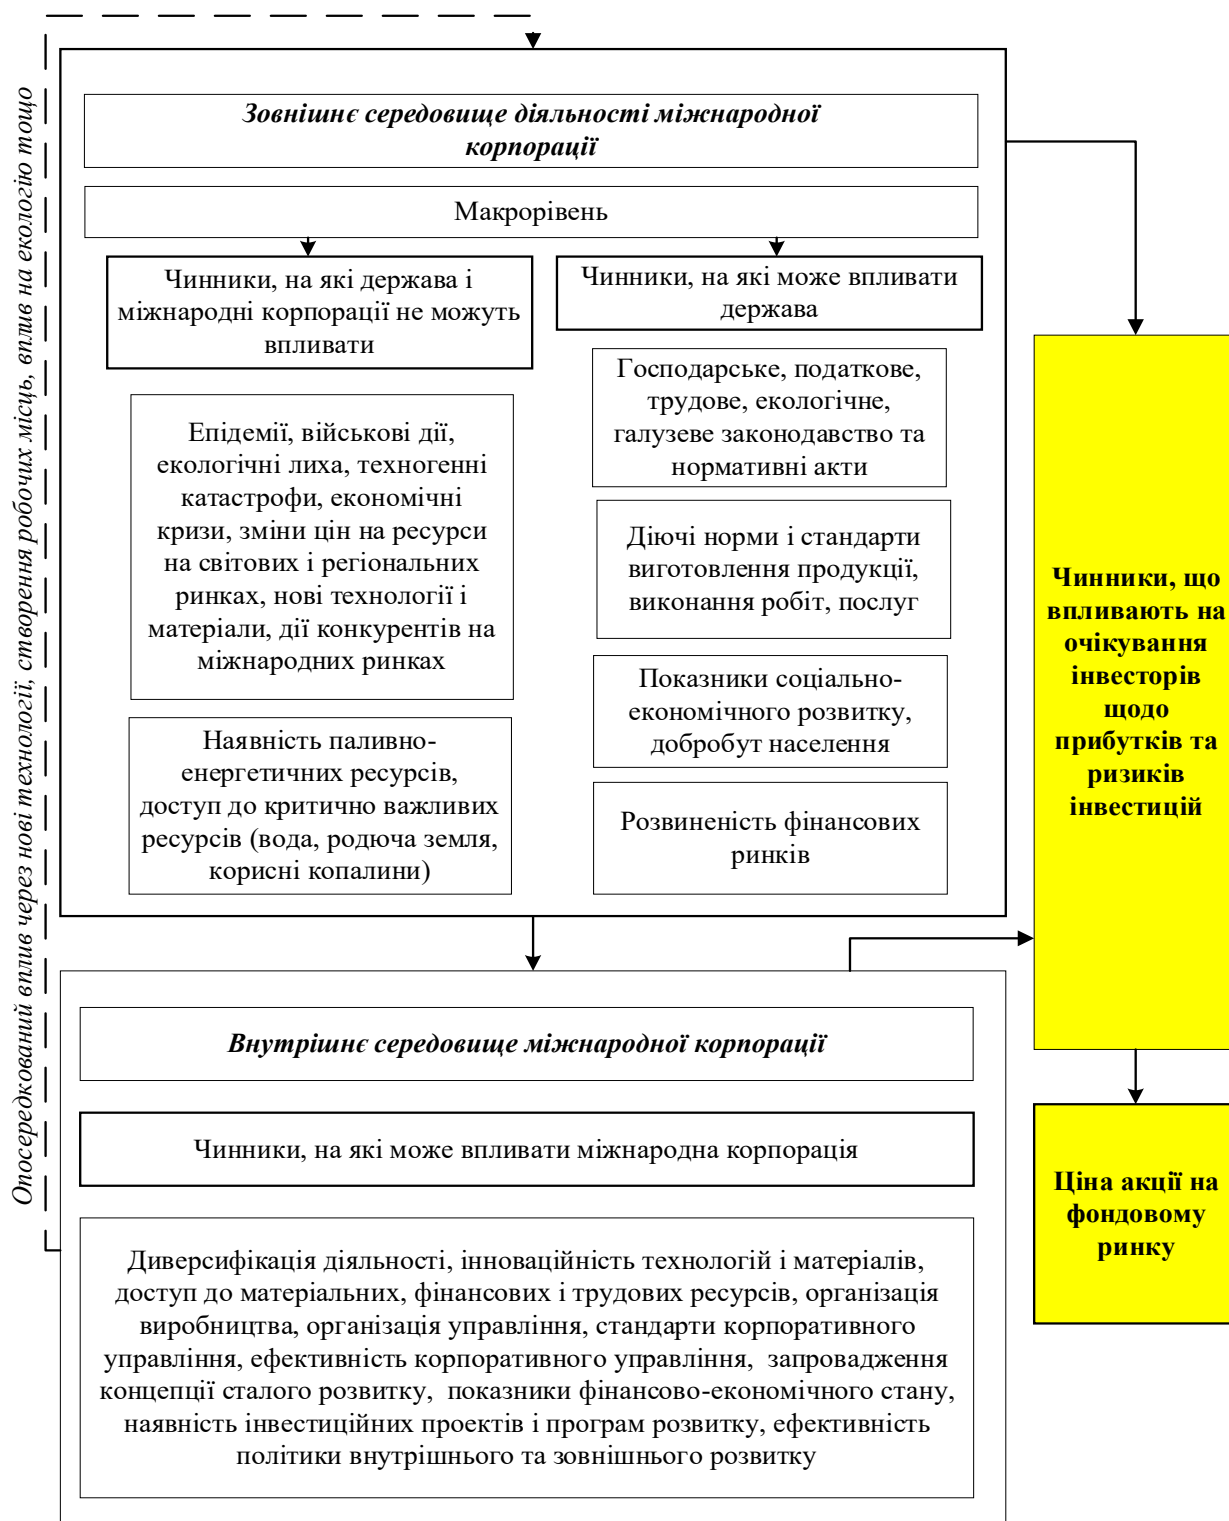 Опосередкований вплив через нові технології, створення робочих місць, вплив на екологію тощо
Зовнішнє середовище діяльності міжнародної
корпорації
Макрорівень
Чинники, на які держава і
міжнародні корпорації не можуть
впливати
Епідемії, військові дії,
екологічні лиха, техногенні
катастрофи, економічні
кризи, зміни цін на ресурси
на світових і регіональних
ринках, нові технології і
матеріали, дії конкурентів на
міжнародних ринках
Наявність паливно-
енергетичних ресурсів,
доступ до критично важливих
ресурсів (вода, родюча земля,
корисні копалини)
Чинники, на які може впливати
держава
Господарське, податкове,
трудове, екологічне,
галузеве законодавство та
нормативні акти
Діючі норми і стандарти
виготовлення продукції,
виконання робіт, послуг
Показники соціально-
економічного розвитку,
добробут населення
Розвиненість фінансових
ринків
Внутрішнє середовище міжнародної корпорації
Чинники, на які може впливати міжнародна корпорація
Диверсифікація діяльності, інноваційність технологій і матеріалів,
доступ до матеріальних, фінансових і трудових ресурсів, організація
виробництва, організація управління, стандарти корпоративного
управління, ефективність корпоративного управління,  запровадження
концепції сталого розвитку,  показники фінансово-економічного стану,
наявність інвестиційних проектів і програм розвитку, ефективність
політики внутрішнього та зовнішнього розвитку
Чинники, що
впливають на
очікування
інвесторів
щодо
прибутків та
ризиків
інвестицій
Ціна акції на
фондовому
ринку